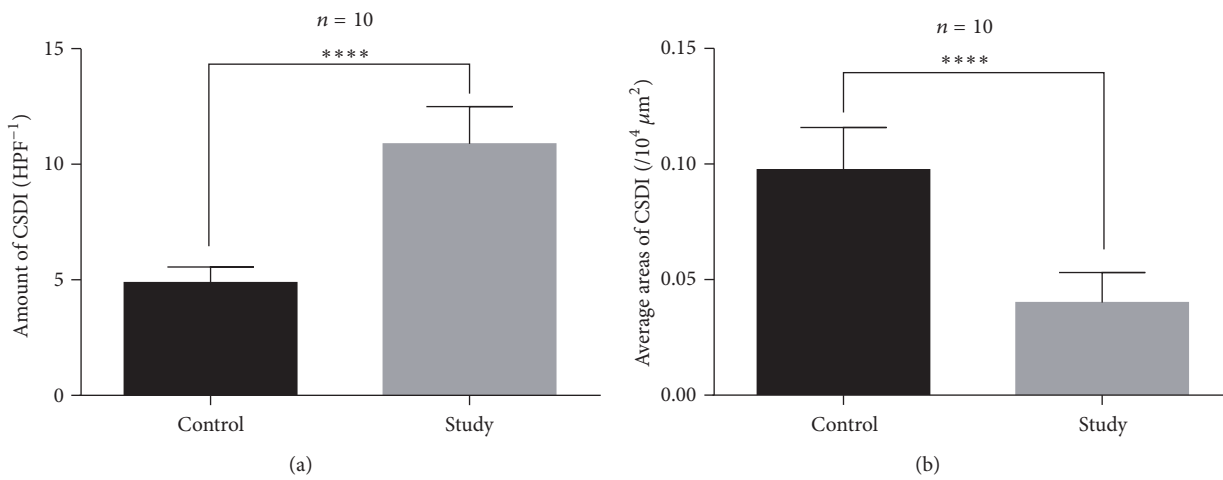 n = 10
****
15
10
5
0
Amount of CSDI (HPF⁻¹)
Control
Study
(a)
n = 10
****
0.15
0.10
0.05
0.00
Average areas of CSDI (/10⁴ μm²)
Control
Study
(b)